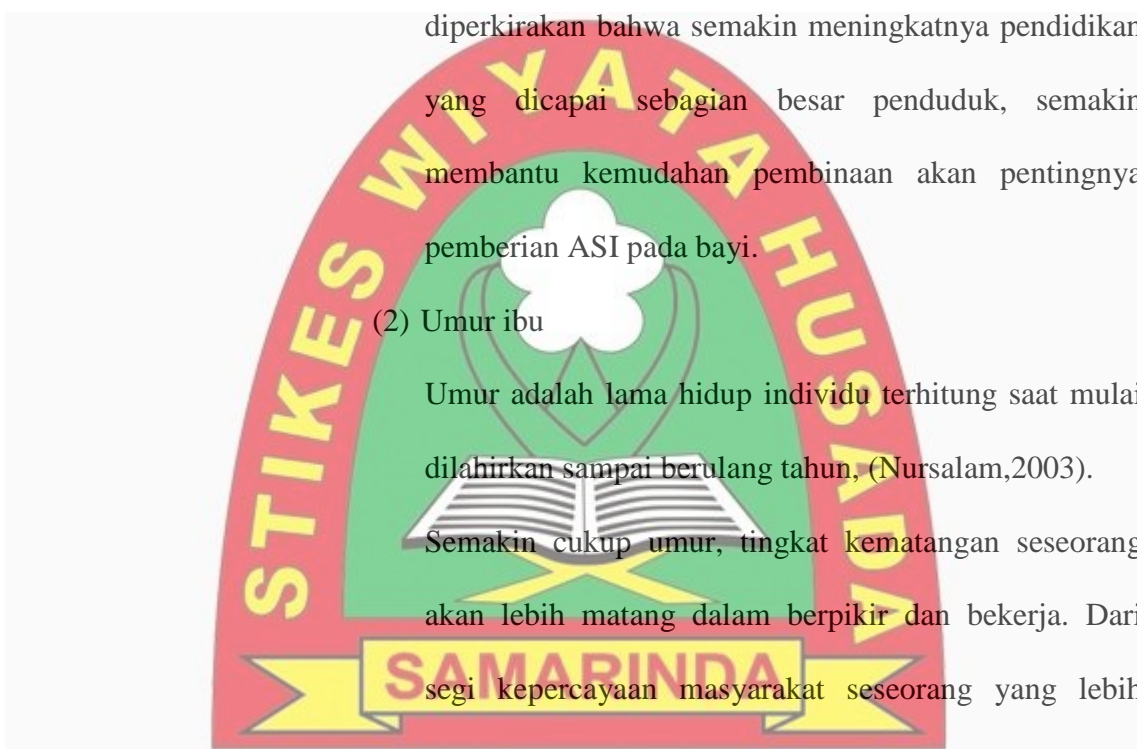 diperkirakan bahwa semakin meningkatnya pendidikan
yang dicapai sebagian besar penduduk, semakin
membantu kemudahan pembinaan akan pentingnya
pemberian ASI pada bayi.
(2) Umur ibu
Umur adalah lama hidup individu terhitung saat mulai
dilahirkan sampai berulang tahun, (Nursalam,2003).
Semakin cukup umur, tingkat kematangan seseorang
akan lebih matang dalam berpikir dan bekerja. Dari
segi kepercayaan masyarakat seseorang yang lebih
STIKES WIYATA HUSADA
SAMARINDA